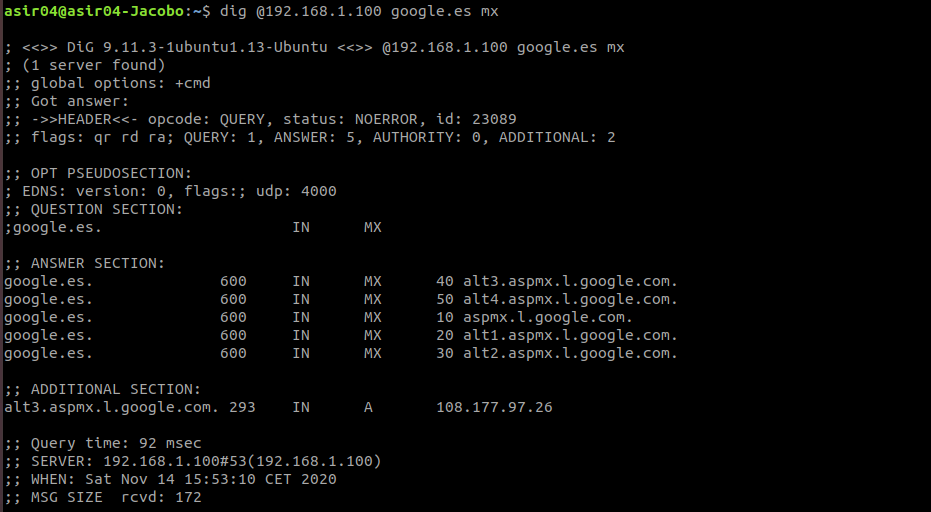 asir04@asir04-Jacobo:~$ dig @192.168.1.100 google.es mx

; <<>> DiG 9.11.3-1ubuntu1.13-Ubuntu <<>> @192.168.1.100 google.es mx
; (1 server found)
;; global options: +cmd
;; Got answer:
;; ->>HEADER<<- opcode: QUERY, status: NOERROR, id: 23089
;; flags: qr rd ra; QUERY: 1, ANSWER: 5, AUTHORITY: 0, ADDITIONAL: 2

;; OPT PSEUDOSECTION:
; EDNS: version: 0, flags:; udp: 4000
;; QUESTION SECTION:
;google.es.                     IN      MX

;; ANSWER SECTION:
google.es.              600     IN      MX      40 alt3.aspmx.l.google.com.
google.es.              600     IN      MX      50 alt4.aspmx.l.google.com.
google.es.              600     IN      MX      10 aspmx.l.google.com.
google.es.              600     IN      MX      20 alt1.aspmx.l.google.com.
google.es.              600     IN      MX      30 alt2.aspmx.l.google.com.

;; ADDITIONAL SECTION:
alt3.aspmx.l.google.com. 293    IN      A       108.177.97.26

;; Query time: 92 msec
;; SERVER: 192.168.1.100#53(192.168.1.100)
;; WHEN: Sat Nov 14 15:53:10 CET 2020
;; MSG SIZE  rcvd: 172